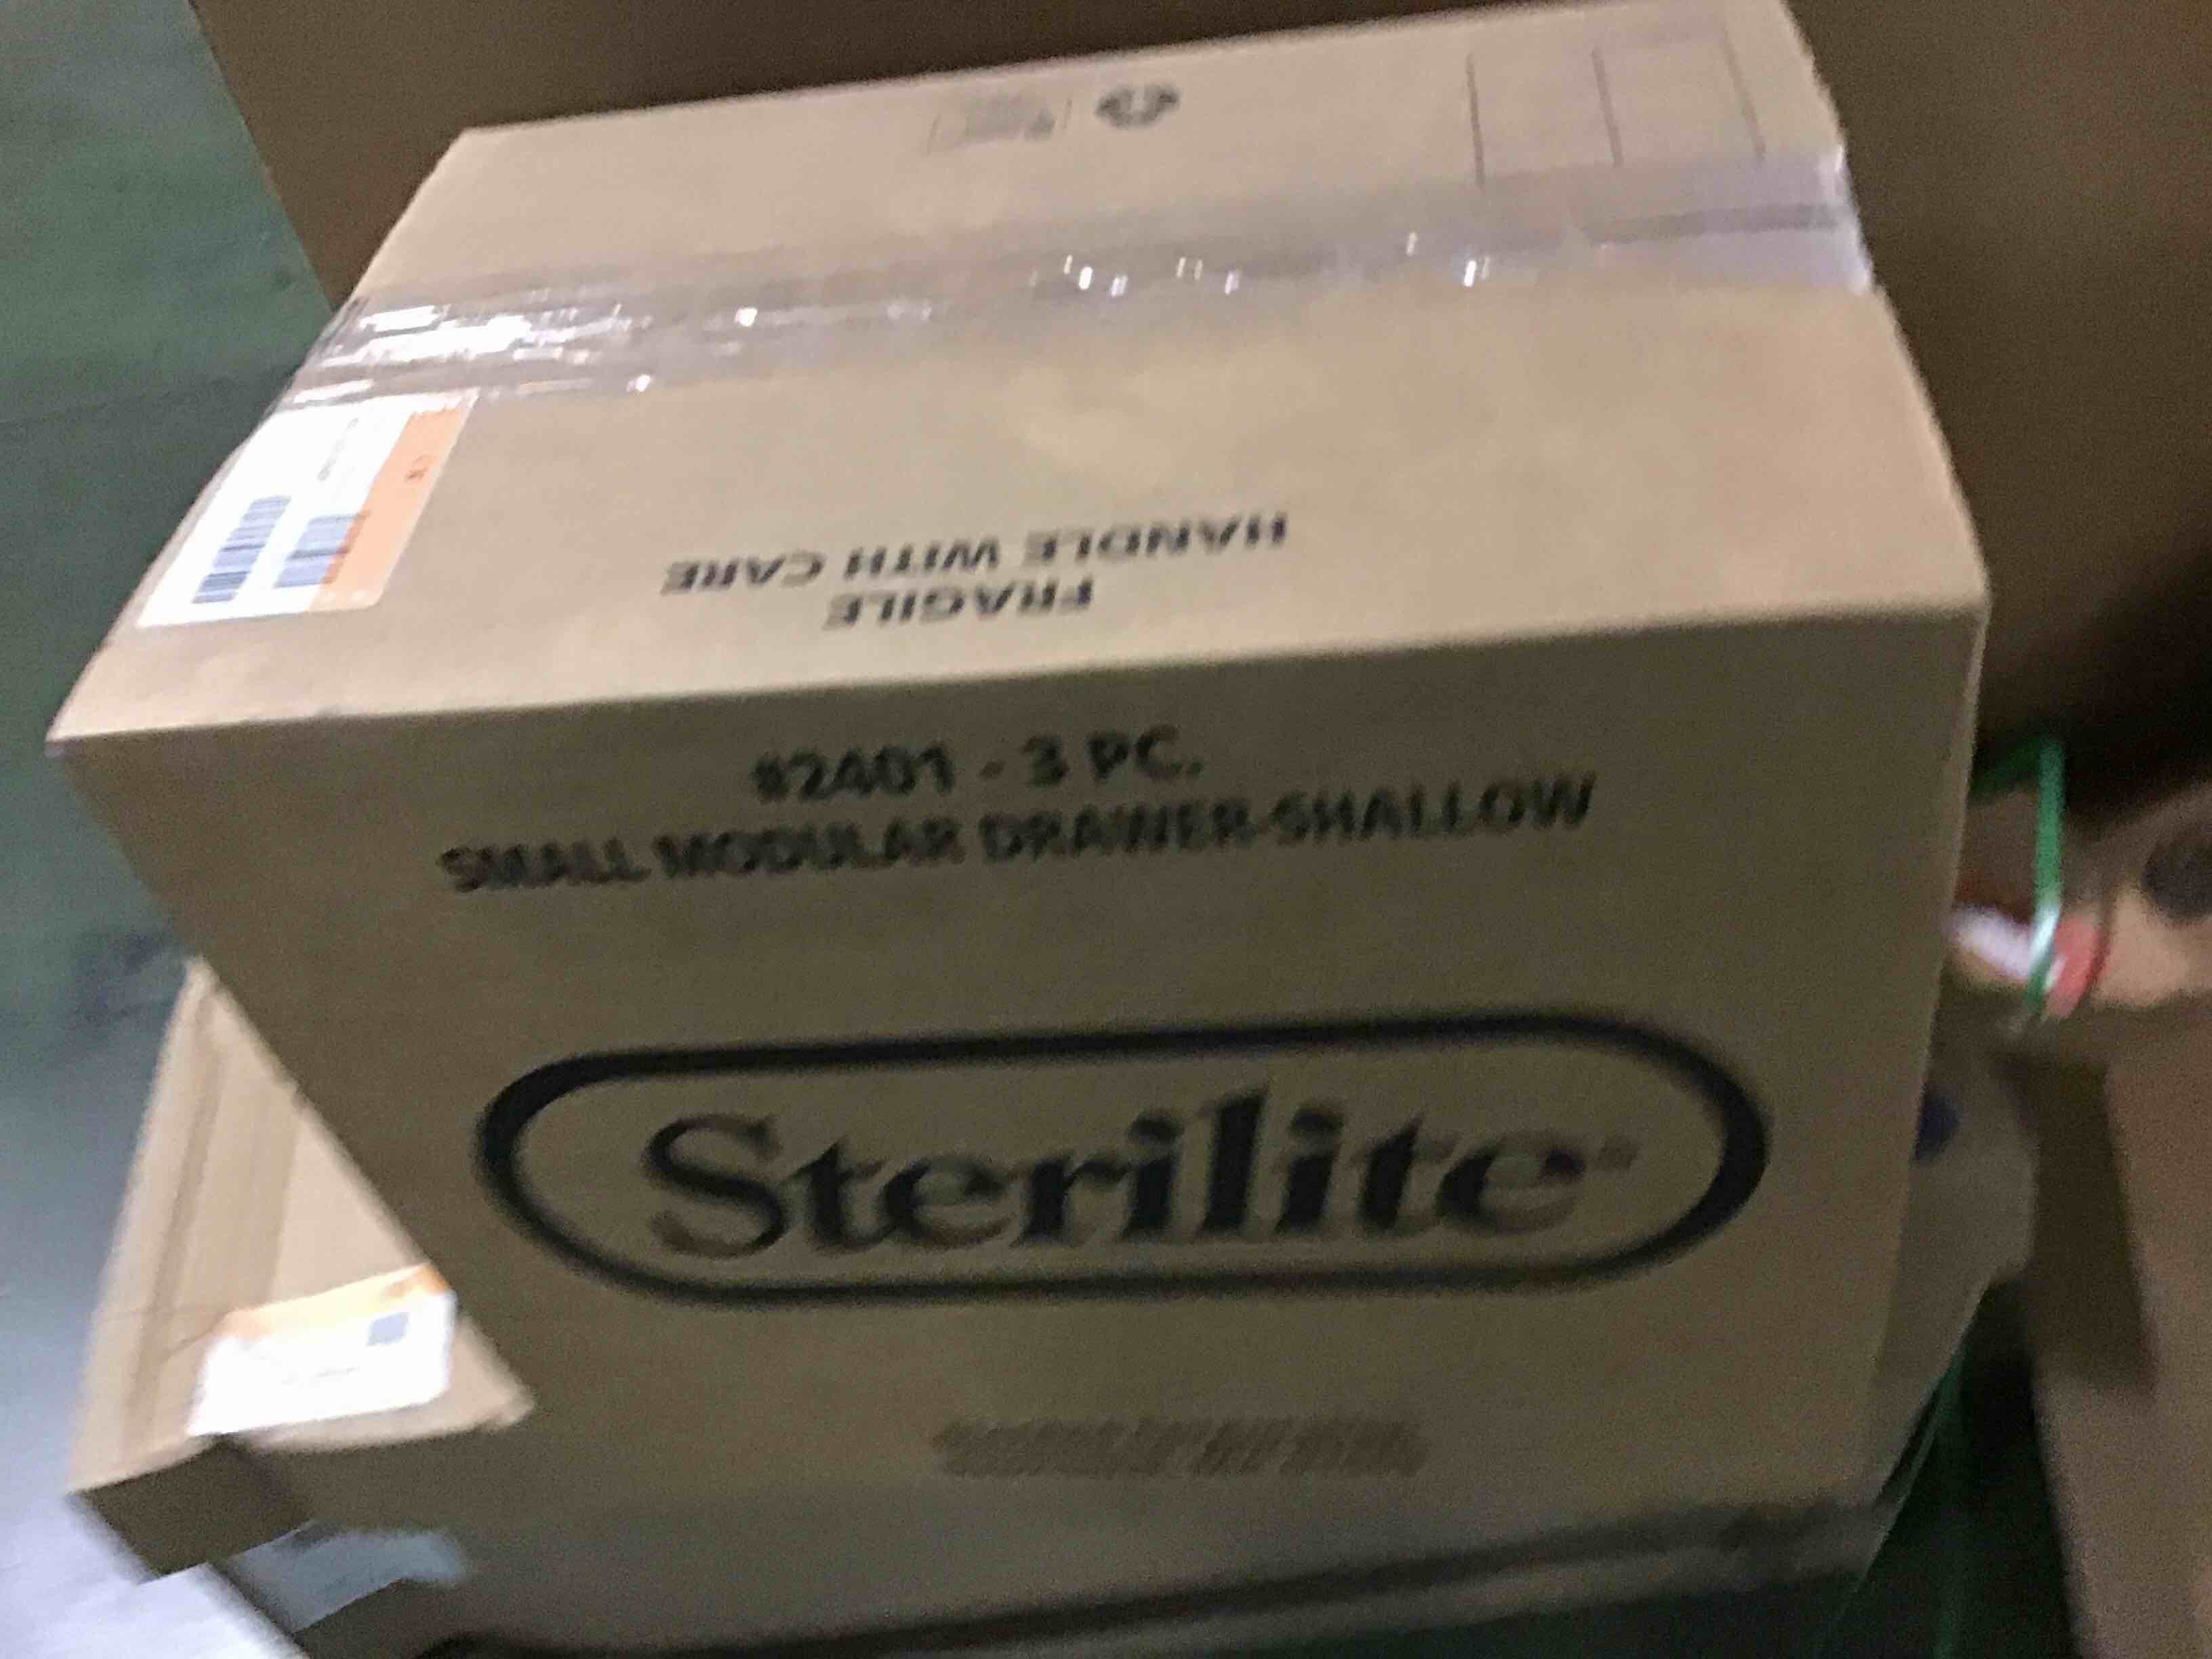 HANDLE WITH CARE
FRAGILE
#2401 - 3 PC.
SMALL MODULAR DRAWER-SHALLOW
Sterilite